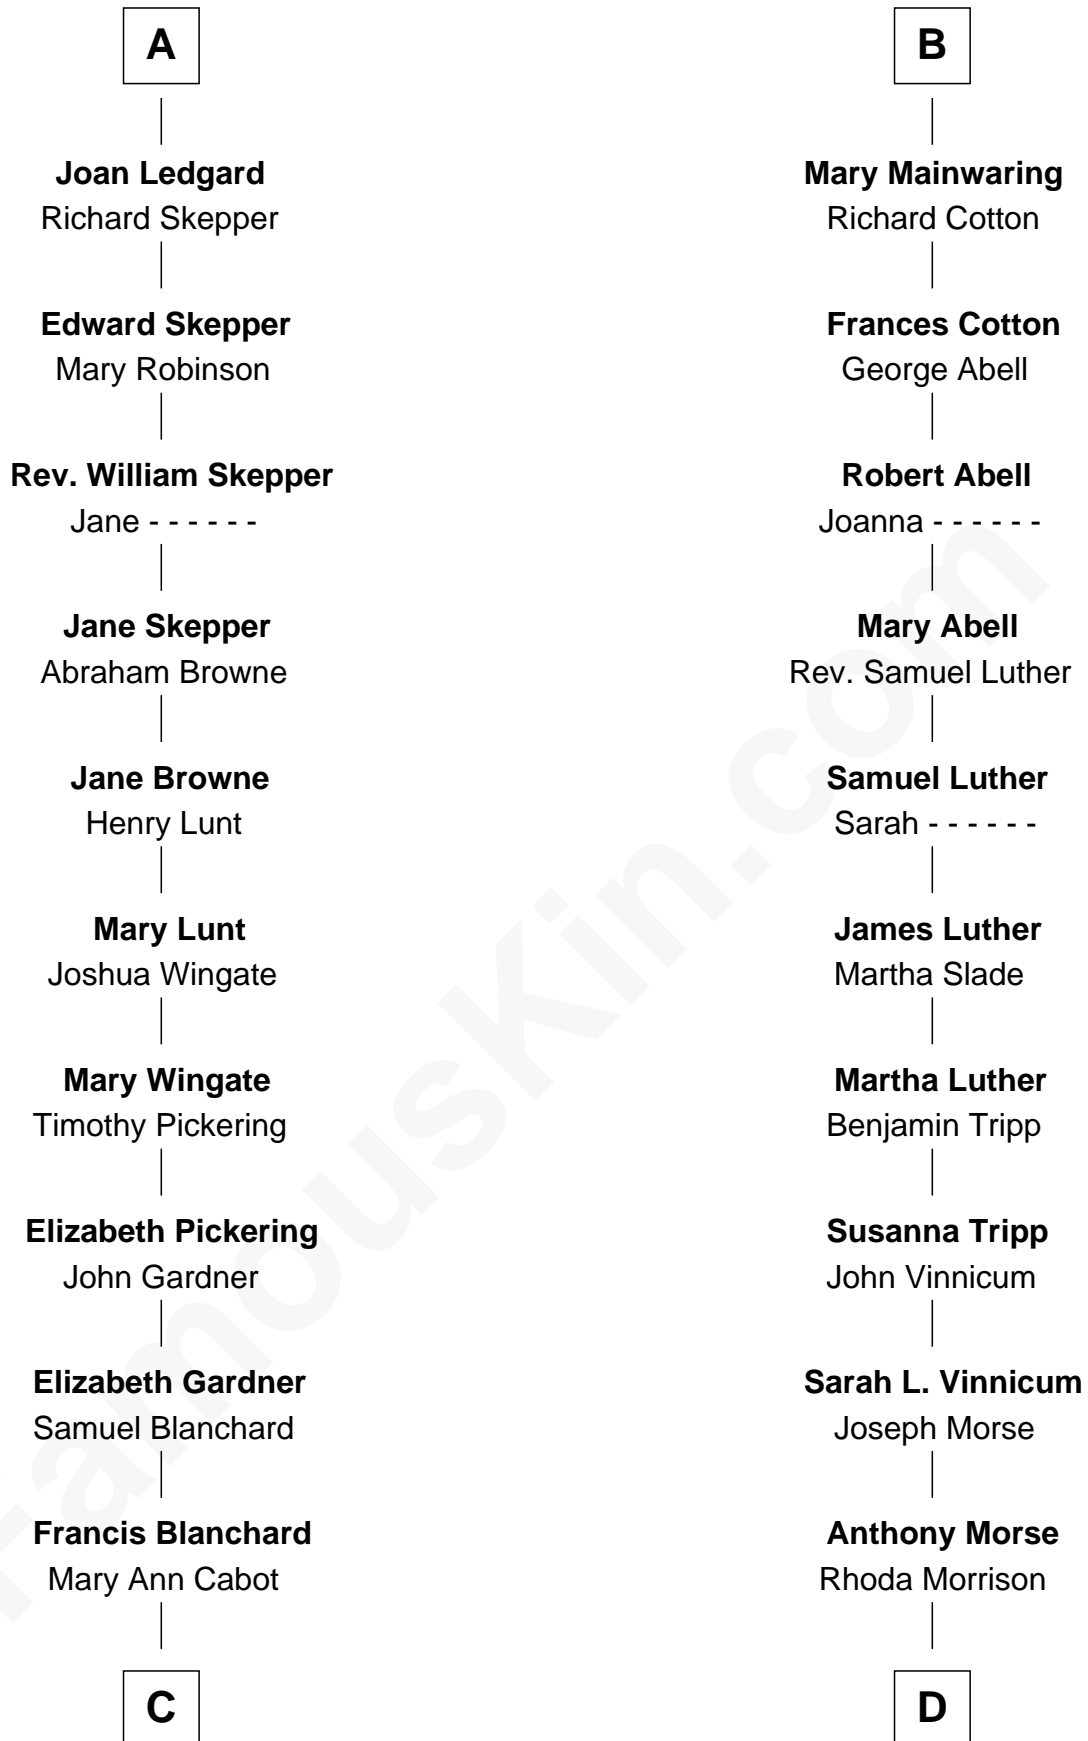 A
Joan Ledgard
Richard Skepper
Edward Skepper
Mary Robinson
Rev. William Skepper
Jane - - - - - -
Jane Skepper
Abraham Browne
Jane Browne
Henry Lunt
Mary Lunt
Joshua Wingate
Mary Wingate
Timothy Pickering
Elizabeth Pickering
John Gardner
Elizabeth Gardner
Samuel Blanchard
Francis Blanchard
Mary Ann Cabot
C
B
Mary Mainwaring
Richard Cotton
Frances Cotton
George Abell
Robert Abell
Joanna - - - - - -
Mary Abell
Rev. Samuel Luther
Samuel Luther
Sarah - - - - - -
James Luther
Martha Slade
Martha Luther
Benjamin Tripp
Susanna Tripp
John Vinnicum
Sarah L. Vinnicum
Joseph Morse
Anthony Morse
Rhoda Morrison
D
FamousKin.com